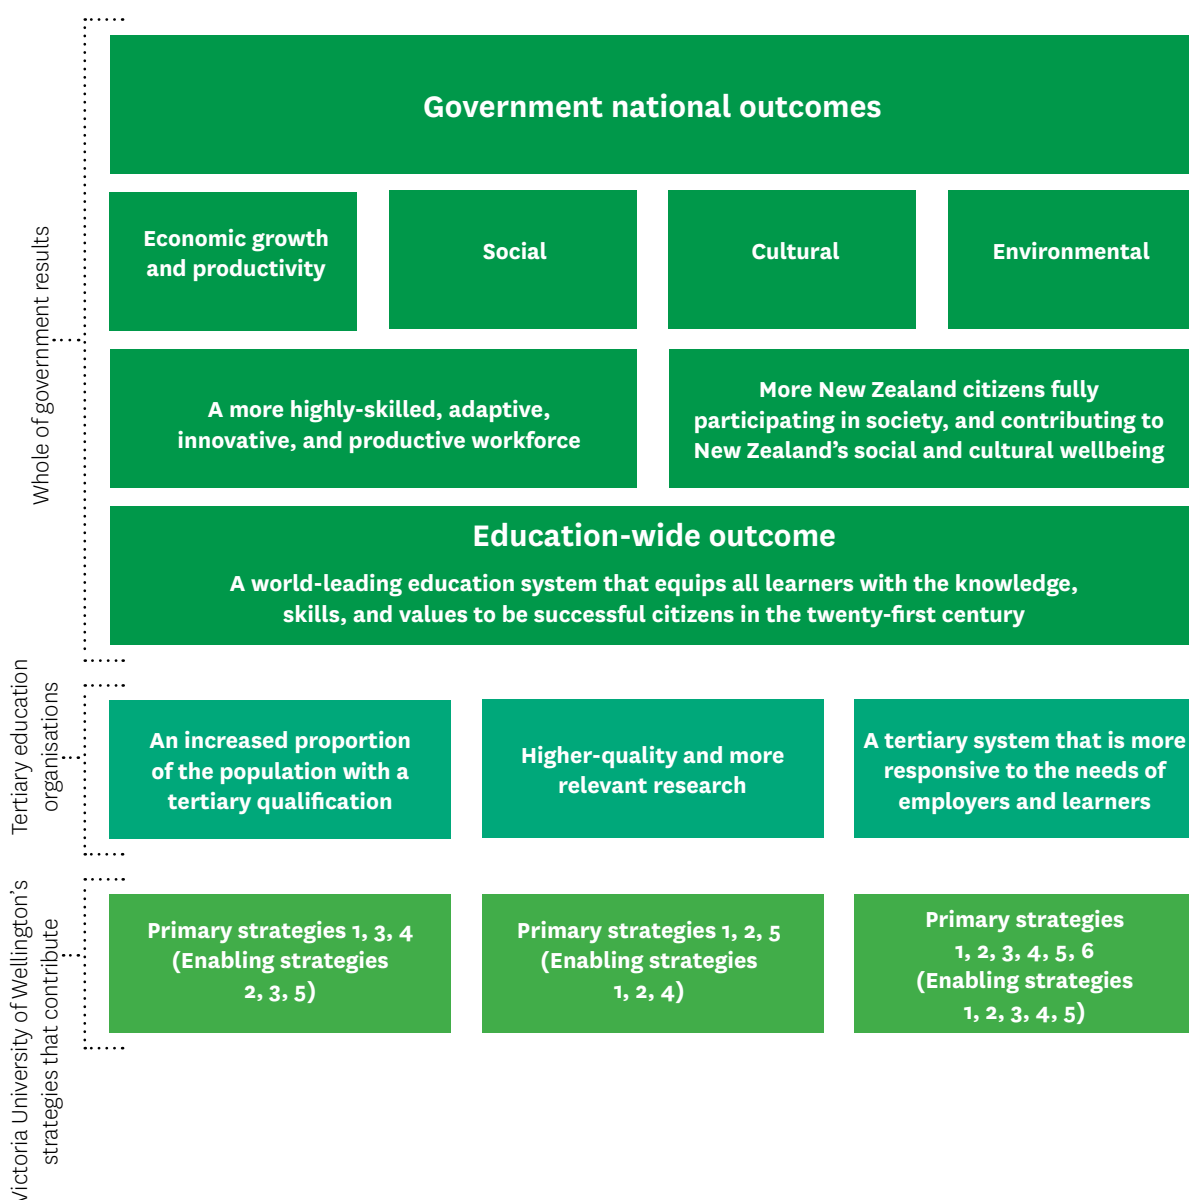 Government national outcomes
Economic growth
and productivity
Social
Cultural
Environmental
A more highly-skilled, adaptive,
innovative, and productive workforce
More New Zealand citizens fully
participating in society, and contributing to
New Zealand’s social and cultural wellbeing
Education-wide outcome
A world-leading education system that equips all learners with the knowledge,
skills, and values to be successful citizens in the twenty-first century
Whole of government results
An increased proportion
of the population with a
tertiary qualification
Higher-quality and more
relevant research
A tertiary system that is more
responsive to the needs of
employers and learners
Tertiary education
organisations
Primary strategies 1, 3, 4
(Enabling strategies
2, 3, 5)
Primary strategies 1, 2, 5
(Enabling strategies
1, 2, 4)
Primary strategies
1, 2, 3, 4, 5, 6
(Enabling strategies
1, 2, 3, 4, 5)
Victoria University of Wellington’s
strategies that contribute